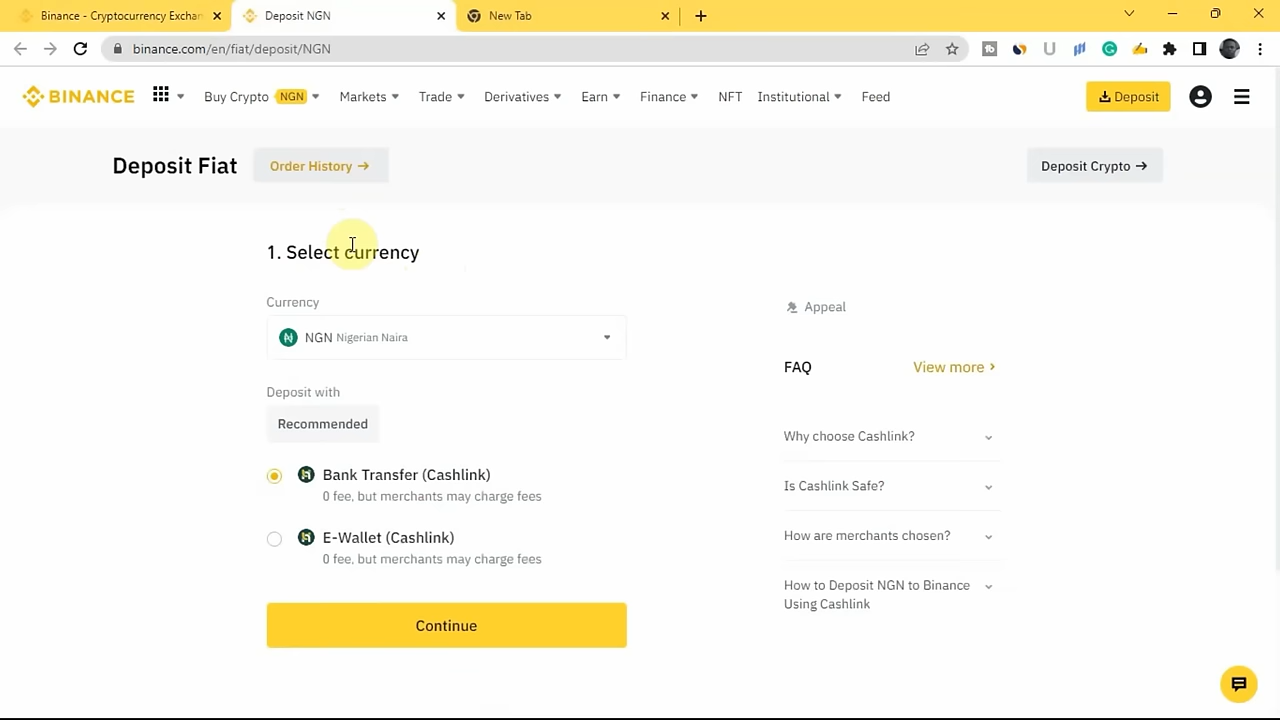 Binance - Cryptocurrency Exchan
Deposit NGN
New Tab
binance.com/en/fiat/deposit/NGN
BINANCE
Buy Crypto NGN
Markets
Trade
Derivatives
Earn
Finance
NFT
Institutional
Feed
Deposit
Deposit Fiat
Order History →
Deposit Crypto →
1. Select currency
Currency
NGN Nigerian Naira
Deposit with
Recommended
Bank Transfer (Cashlink)
0 fee, but merchants may charge fees
E-Wallet (Cashlink)
0 fee, but merchants may charge fees
Continue
Appeal
FAQ
View more
Why choose Cashlink?
Is Cashlink Safe?
How are merchants chosen?
How to Deposit NGN to Binance
Using Cashlink